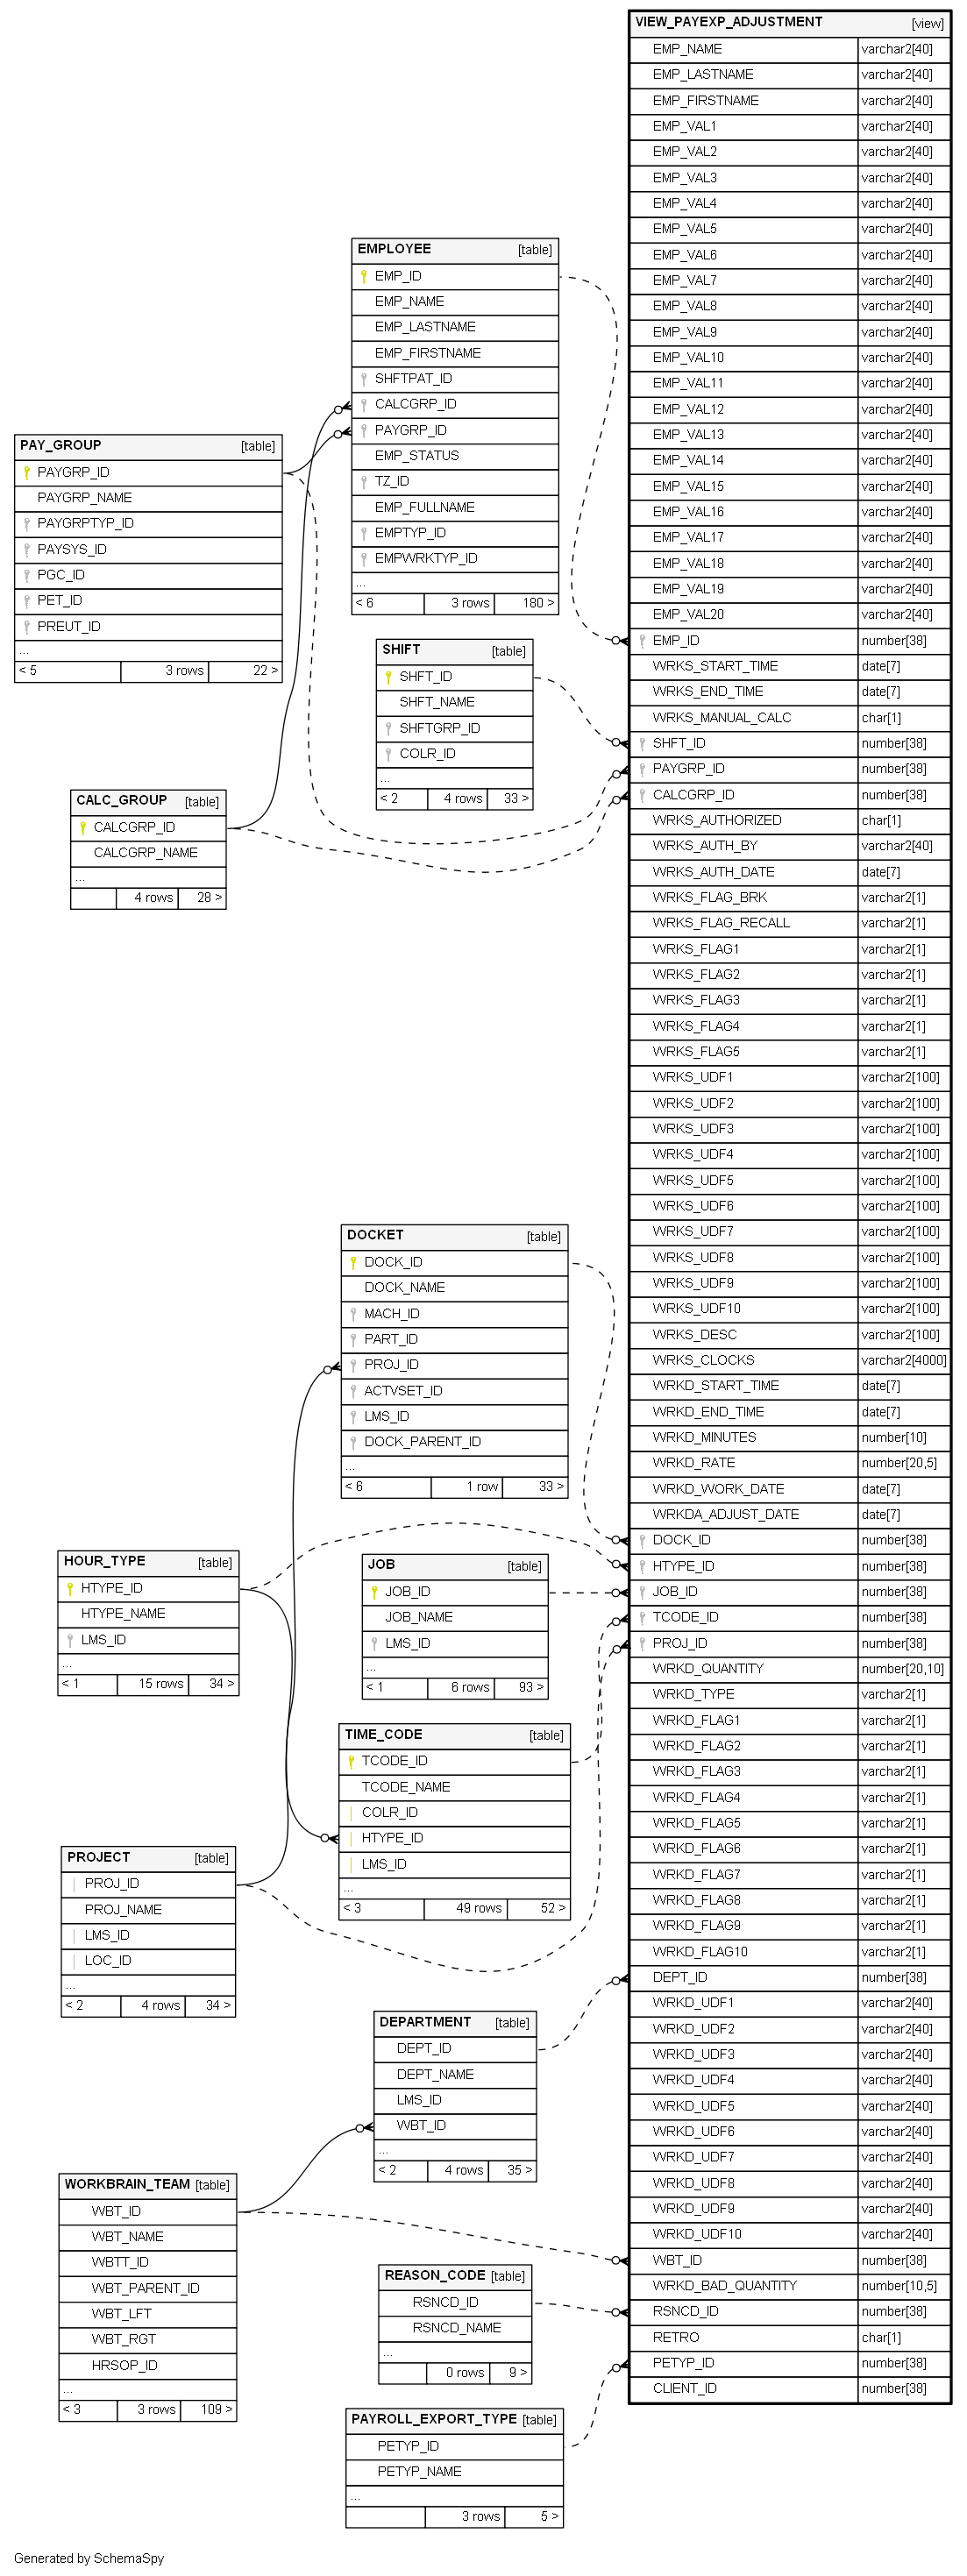 VIEW_PAYEXP_ADJUSTMENT [view]
EMP_NAME varchar2[40]
EMP_LASTNAME varchar2[40]
EMP_FIRSTNAME varchar2[40]
EMP_VAL1 varchar2[40]
EMP_VAL2 varchar2[40]
EMP_VAL3 varchar2[40]
EMP_VAL4 varchar2[40]
EMP_VAL5 varchar2[40]
EMP_VAL6 varchar2[40]
EMP_VAL7 varchar2[40]
EMP_VAL8 varchar2[40]
EMP_VAL9 varchar2[40]
EMP_VAL10 varchar2[40]
EMP_VAL11 varchar2[40]
EMP_VAL12 varchar2[40]
EMP_VAL13 varchar2[40]
EMP_VAL14 varchar2[40]
EMP_VAL15 varchar2[40]
EMP_VAL16 varchar2[40]
EMP_VAL17 varchar2[40]
EMP_VAL18 varchar2[40]
EMP_VAL19 varchar2[40]
EMP_VAL20 varchar2[40]
EMP_ID number[38]
WRKS_START_TIME date[7]
WRKS_END_TIME date[7]
WRKS_MANUAL_CALC char[1]
SHFT_ID number[38]
PAYGRP_ID number[38]
CALCGRP_ID number[38]
WRKS_AUTHORIZED char[1]
WRKS_AUTH_BY varchar2[40]
WRKS_AUTH_DATE date[7]
WRKS_FLAG_BRK varchar2[1]
WRKS_FLAG_RECALL varchar2[1]
WRKS_FLAG1 varchar2[1]
WRKS_FLAG2 varchar2[1]
WRKS_FLAG3 varchar2[1]
WRKS_FLAG4 varchar2[1]
WRKS_FLAG5 varchar2[1]
WRKS_UDF1 varchar2[100]
WRKS_UDF2 varchar2[100]
WRKS_UDF3 varchar2[100]
WRKS_UDF4 varchar2[100]
WRKS_UDF5 varchar2[100]
WRKS_UDF6 varchar2[100]
WRKS_UDF7 varchar2[100]
WRKS_UDF8 varchar2[100]
WRKS_UDF9 varchar2[100]
WRKS_UDF10 varchar2[100]
WRKS_DESC varchar2[100]
WRKS_CLOCKS varchar2[4000]
WRKD_START_TIME date[7]
WRKD_END_TIME date[7]
WRKD_MINUTES number[10]
WRKD_RATE number[20,5]
WRKD_WORK_DATE date[7]
WRKDA_ADJUST_DATE date[7]
DOCK_ID number[38]
HTYPE_ID number[38]
JOB_ID number[38]
TCODE_ID number[38]
PROJ_ID number[38]
WRKD_QUANTITY number[20,10]
WRKD_TYPE varchar2[1]
WRKD_FLAG1 varchar2[1]
WRKD_FLAG2 varchar2[1]
WRKD_FLAG3 varchar2[1]
WRKD_FLAG4 varchar2[1]
WRKD_FLAG5 varchar2[1]
WRKD_FLAG6 varchar2[1]
WRKD_FLAG7 varchar2[1]
WRKD_FLAG8 varchar2[1]
WRKD_FLAG9 varchar2[1]
WRKD_FLAG10 varchar2[1]
DEPT_ID number[38]
WRKD_UDF1 varchar2[40]
WRKD_UDF2 varchar2[40]
WRKD_UDF3 varchar2[40]
WRKD_UDF4 varchar2[40]
WRKD_UDF5 varchar2[40]
WRKD_UDF6 varchar2[40]
WRKD_UDF7 varchar2[40]
WRKD_UDF8 varchar2[40]
WRKD_UDF9 varchar2[40]
WRKD_UDF10 varchar2[40]
WBT_ID number[38]
WRKD_BAD_QUANTITY number[10,5]
RSNCD_ID number[38]
RETRO char[1]
PETYP_ID number[38]
CLIENT_ID number[38]
EMPLOYEE [table]
EMP_ID
EMP_NAME
EMP_LASTNAME
EMP_FIRSTNAME
SHFTPAT_ID
CALCGRP_ID
PAYGRP_ID
EMP_STATUS
TZ_ID
EMP_FULLNAME
EMPTYP_ID
EMPWRKTYP_ID
...
< 6 3 rows 180 >
PAY_GROUP [table]
PAYGRP_ID
PAYGRP_NAME
PAYGRPTYP_ID
PAYSYS_ID
PGC_ID
PET_ID
PREUT_ID
...
< 5 3 rows 22 >
SHIFT [table]
SHFT_ID
SHFT_NAME
SHFTGRP_ID
COLR_ID
...
< 2 4 rows 33 >
CALC_GROUP [table]
CALCGRP_ID
CALCGRP_NAME
...
4 rows 28 >
DOCKET [table]
DOCK_ID
DOCK_NAME
MACH_ID
PART_ID
PROJ_ID
ACTVSET_ID
LMS_ID
DOCK_PARENT_ID
...
< 6 1 row 33 >
HOUR_TYPE [table]
HTYPE_ID
HTYPE_NAME
LMS_ID
...
< 1 15 rows 34 >
JOB [table]
JOB_ID
JOB_NAME
LMS_ID
...
< 1 6 rows 93 >
TIME_CODE [table]
TCODE_ID
TCODE_NAME
COLR_ID
HTYPE_ID
LMS_ID
...
< 3 49 rows 52 >
PROJECT [table]
PROJ_ID
PROJ_NAME
LMS_ID
LOC_ID
...
< 2 4 rows 34 >
DEPARTMENT [table]
DEPT_ID
DEPT_NAME
LMS_ID
WBT_ID
...
< 2 4 rows 35 >
WORKBRAIN_TEAM [table]
WBT_ID
WBT_NAME
WBTT_ID
WBT_PARENT_ID
WBT_LFT
WBT_RGT
HRSOP_ID
...
< 3 3 rows 109 >
REASON_CODE [table]
RSNCD_ID
RSNCD_NAME
...
0 rows 9 >
PAYROLL_EXPORT_TYPE [table]
PETYP_ID
PETYP_NAME
...
3 rows 5 >
Generated by SchemaSpy